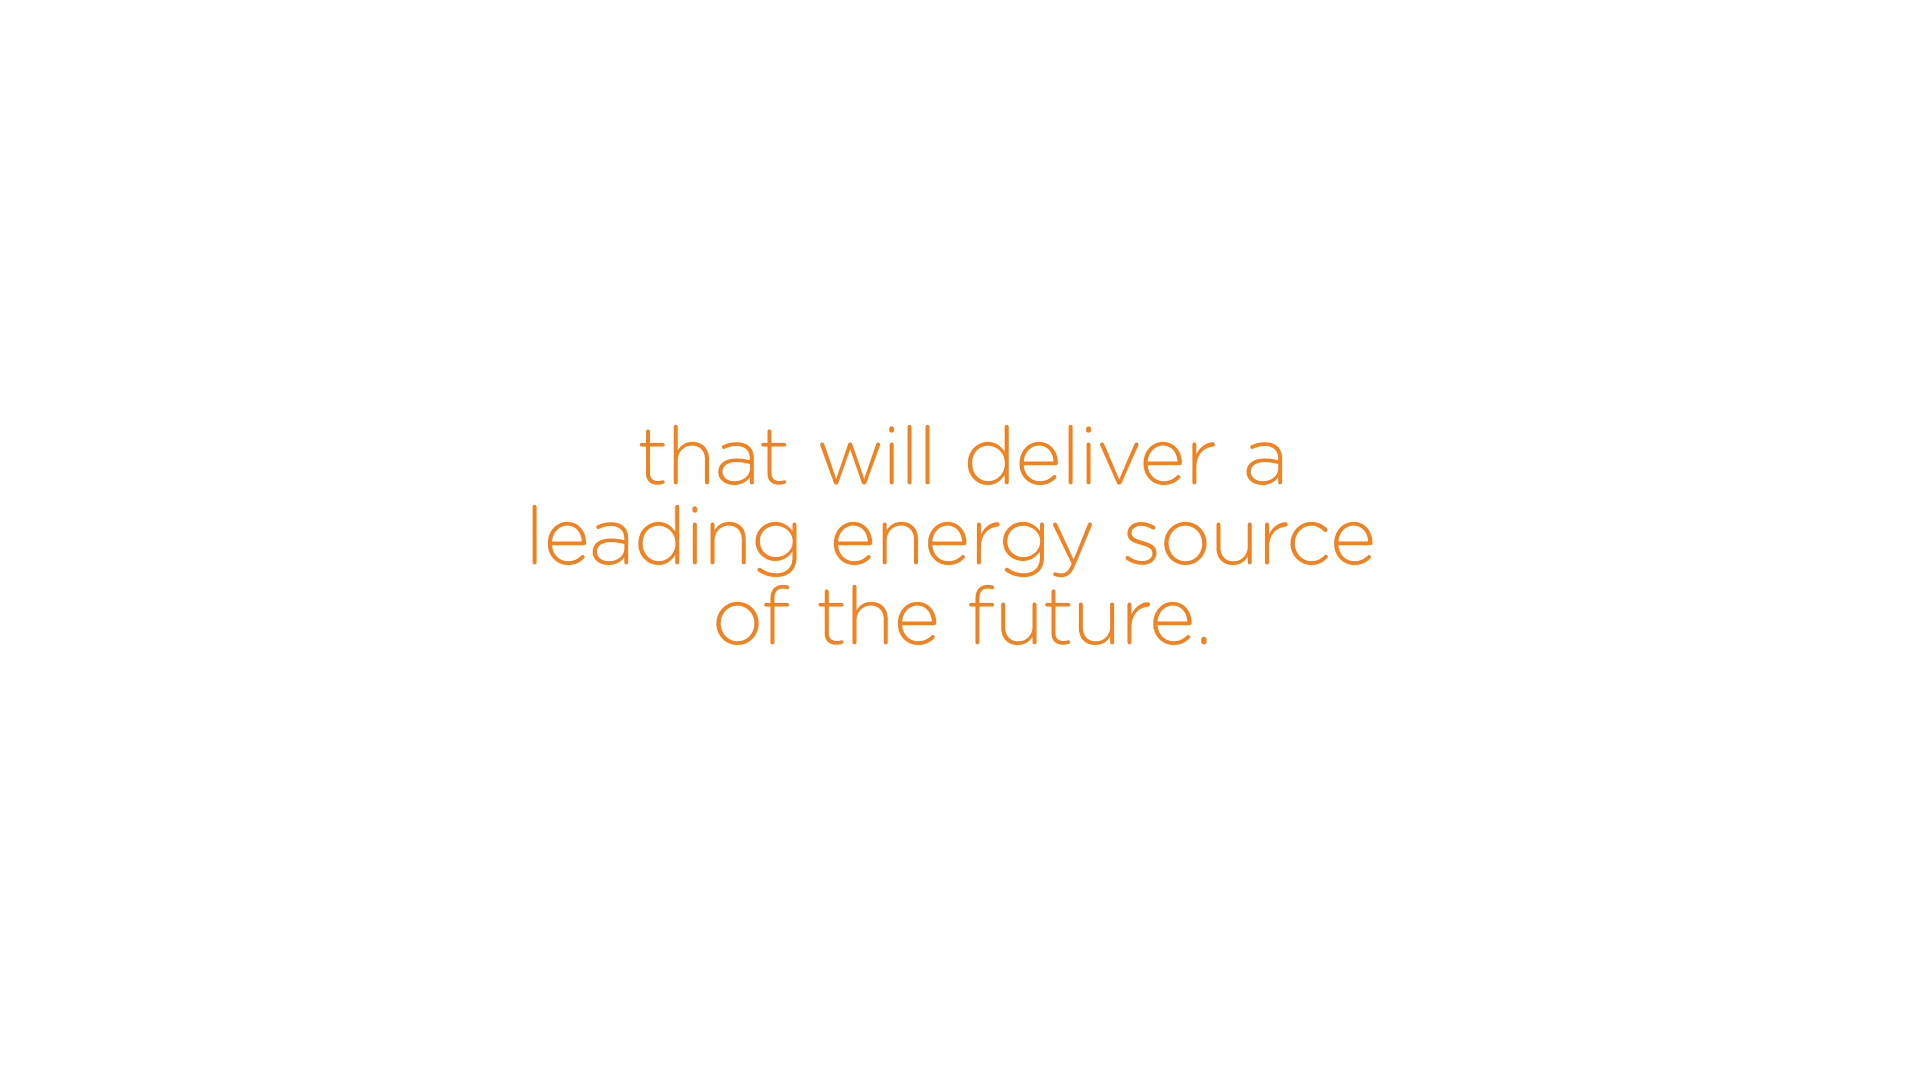 that will deliver a
leading energy source
of the future.